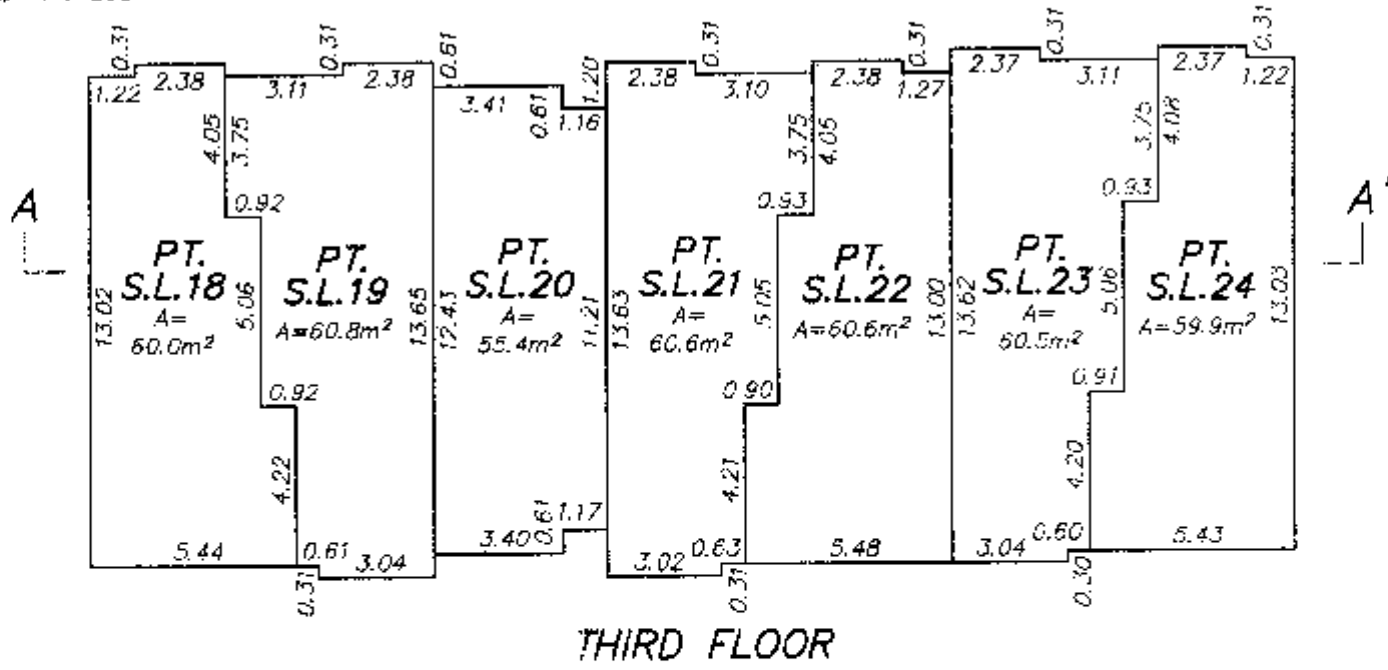 0.31 0.31 0.61 0.31 0.31 0.31 0.31
1.22 2.38 3.11 2.38 3.41 0.61 1.16 1.20 2.38 3.10 2.38 1.27 2.37 3.11 2.37 1.22
4.05 3.75 3.75 4.05 3.75 4.08
A A'
0.92 0.93 0.93
PT. PT. PT. PT. PT. PT. PT.
S.L.18 S.L.19 S.L.20 S.L.21 S.L.22 S.L.23 S.L.24
A= A=60.8m² A= A= A=60.6m² A= A=59.9m²
60.0m² 55.4m² 60.6m² 60.5m²
13.02 5.06 13.65 12.43 11.21 13.63 5.05 13.00 13.62 5.06 13.03
0.92 0.90 0.91
4.22 4.21 4.20
5.44 0.61 3.04 3.40 0.61 1.17 3.02 0.63 5.48 3.04 0.60 5.43
0.31 0.31 0.30
THIRD FLOOR